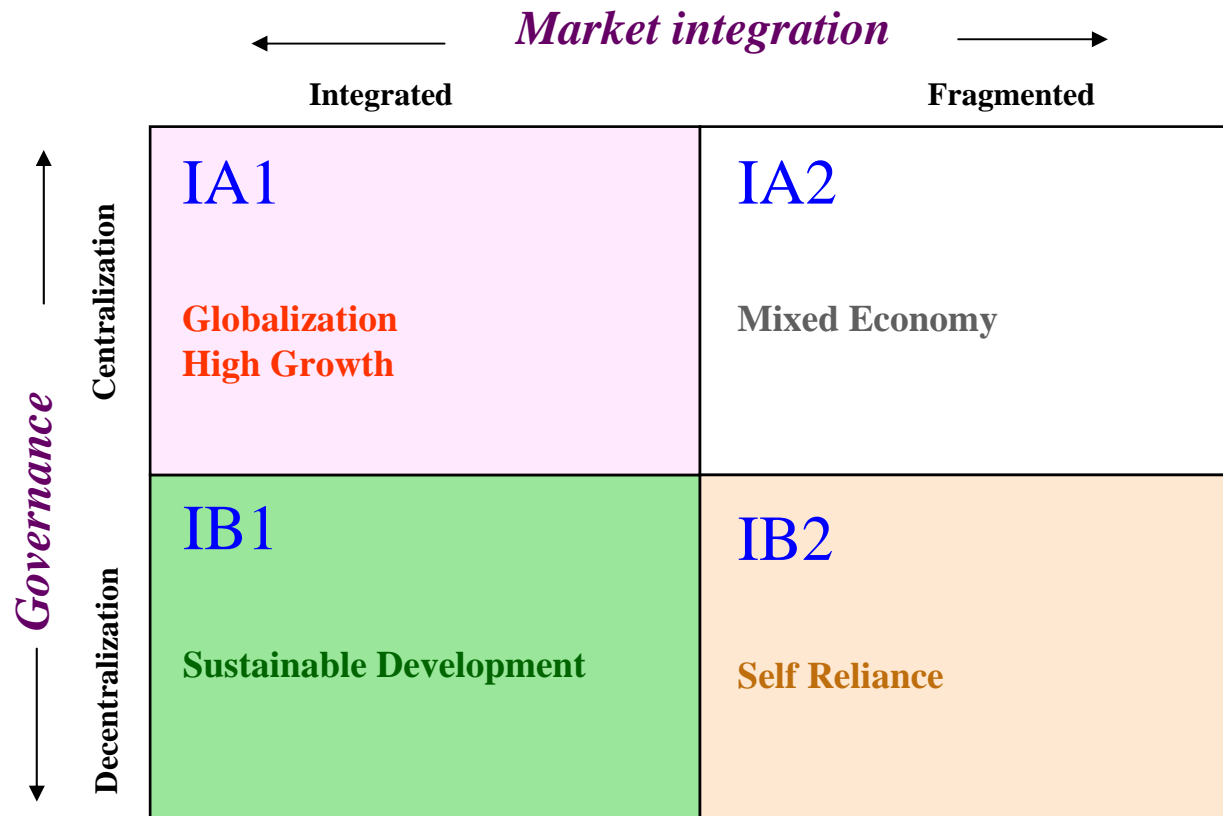 Market integration
Integrated
Fragmented
Governance
Centralization
IA1
Globalization
High Growth
IA2
Mixed Economy
Decentralization
IB1
Sustainable Development
IB2
Self Reliance